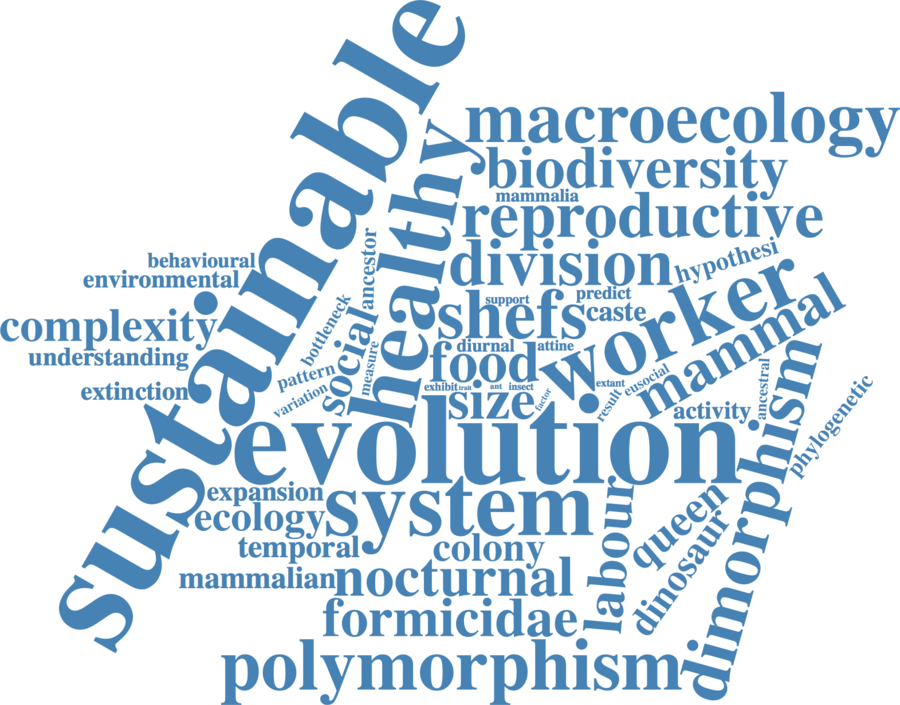 sustainable
healthy
macroecology
biodiversity
mammalia
reproductive
division
hypothesi
behavioural
environmental
ancestor
support
predict
shefs
caste
worker
mammal
complexity
understanding
bottleneck
social
measure
diurnal
attine
food
extinction
pattern
variation
exhibit
trait
ant
insect
size
factor
extant
result
eusocial
activity
ancestral
evolution
dimorphism
phylogenetic
expansion
system
ecology
labour
queen
temporal
colony
dinosaur
mammalian
nocturnal
formicidae
polymorphism